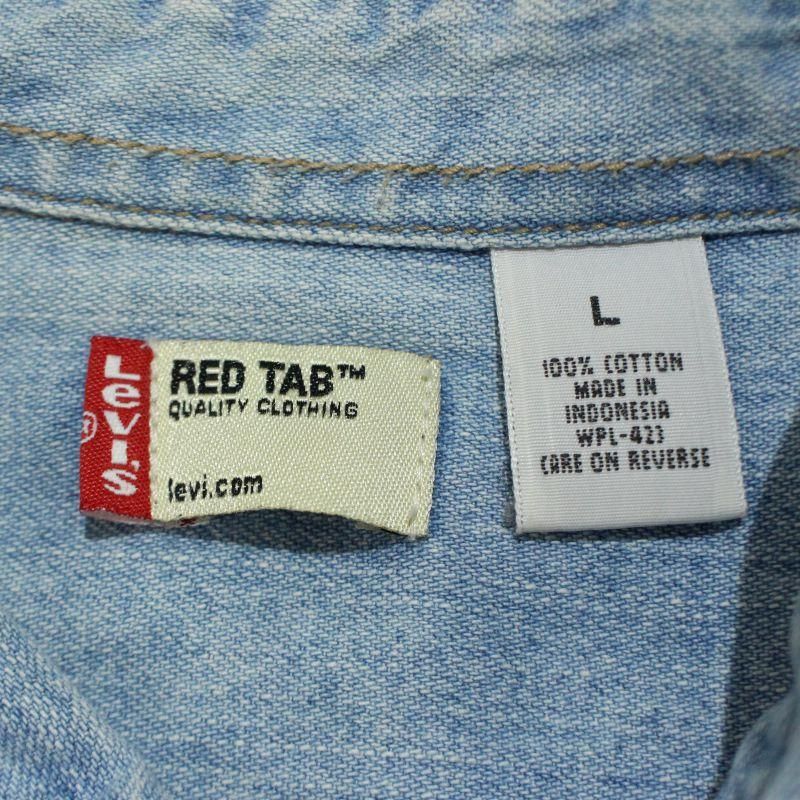 Levi's
®
RED TAB™
QUALITY CLOTHING
levi.com
L
100% COTTON
MADE IN
INDONESIA
WPL-423
CARE ON REVERSE